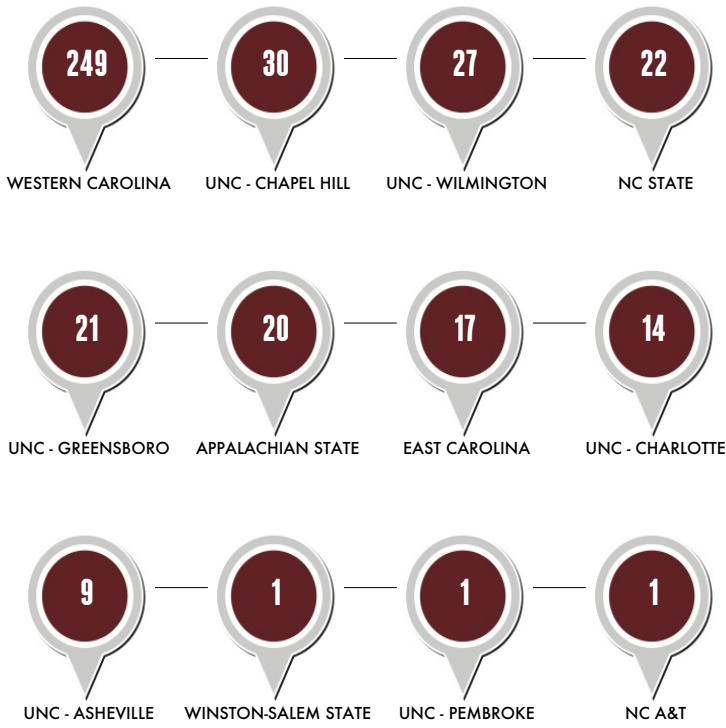 249 30 27 22
WESTERN CAROLINA UNC - CHAPEL HILL UNC - WILMINGTON NC STATE
21 20 17 14
UNC - GREENSBORO APPALACHIAN STATE EAST CAROLINA UNC - CHARLOTTE
9 1 1 1
UNC - ASHEVILLE WINSTON-SALEM STATE UNC - PEMBROKE NC A&T